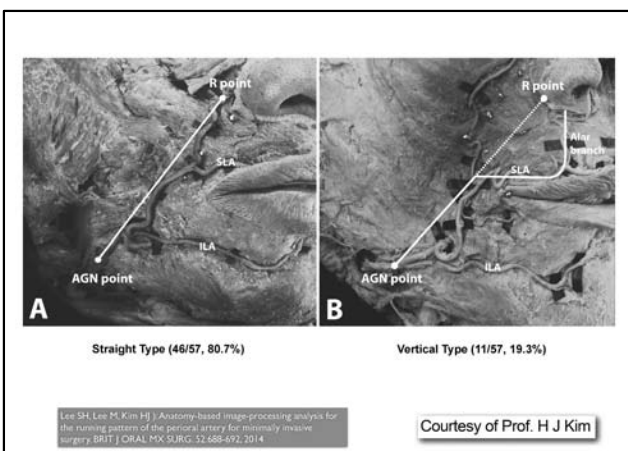 R point
SLA
ILA
AGN point
A
R point
Alar
branch
SLA
ILA
AGN point
B
Straight Type (46/57, 80.7%)
Vertical Type (11/57, 19.3%)
Lee SH, Lee M, Kim HJ ): Anatomy-based image-processing analysis for
the running pattern of the perioral artery for minimally invasive
surgery. BRIT J ORAL MX SURG. 52:688-692, 2014
Courtesy of Prof. H J Kim